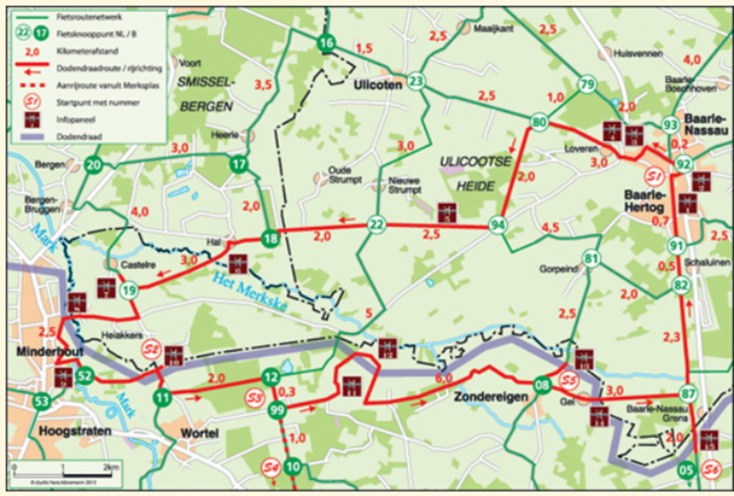 Fietsroutenetwerk
22 17 Fietsknooppunt NL / B
2,0 Kilometerafstand
Dodendraadroute / rijrichting
Aanrijroute vanuit Merksplas
S1 Startpunt met nummer
Infopaneel
Dodendraad
16
1,5
2,5
Maaijkant
Huisvennen
4,0
Voort
SMISSEL-
BERGEN
3,5
Ulicoten
23
2,5
79
Baarle-
Boschhoven
1,0
2,0
93
Baarle-
Nassau
80
0,2
Heerle
3,0
Loveren
3,0
92
20
Bergen
17
3,0
ULICOOTSE
HEIDE
2,0
S1
Oude
Strumpt
Nieuwe
Strumpt
Baarle-
Hertog
Bergen-
Bruggen
4,0
2,0
0,7
Mark
Hal
18
2,0
22
2,5
94
4,5
91
Castelre
3,0
81
0,5
Schaluinen
Gorpeind
19
Het Merkske
2,0
82
5
2,5
Heiakkers
2,5
2,3
Minderhout
S2
52
2,0
12
6,0
S5
08
3,0
87
53
11
0,3
S3
99
Zondereigen
Gel
Baarle-Nassau
Grens
Mark
Hoogstraten
Wortel
1,0
2,0
S4
10
05
S6
0 1 2km
© studio hans bossmann 2013